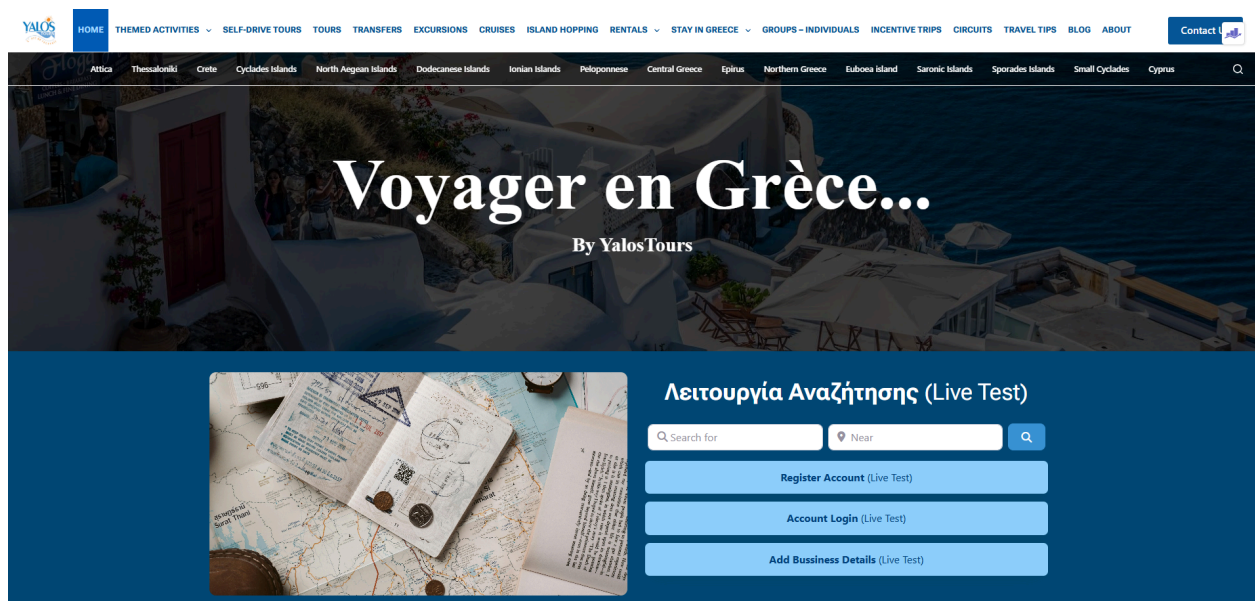 YALOS
HOME THEMED ACTIVITIES SELF-DRIVE TOURS TOURS TRANSFERS EXCURSIONS CRUISES ISLAND HOPPING RENTALS STAY IN GREECE GROUPS – INDIVIDUALS INCENTIVE TRIPS CIRCUITS TRAVEL TIPS BLOG ABOUT Contact
Attica Thessaloniki Crete Cyclades Islands North Aegean Islands Dodecanese Islands Ionian Islands Peloponnese Central Greece Epirus Northern Greece Euboea island Saronic Islands Sporades Islands Small Cyclades Cyprus
Floga
Voyager en Grèce...
By YalosTours
Λειτουργία Αναζήτησης (Live Test)
Search for Near
Register Account (Live Test)
Account Login (Live Test)
Add Bussiness Details (Live Test)
Surat Thani